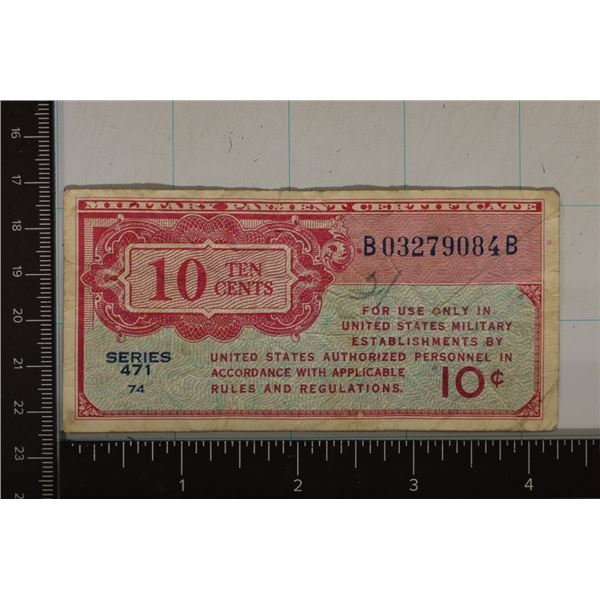 MILITARY PAYMENT CERTIFICATE
B03279084B
10 TEN CENTS
FOR USE ONLY IN
UNITED STATES MILITARY
ESTABLISHMENTS BY
UNITED STATES AUTHORIZED PERSONNEL IN
ACCORDANCE WITH APPLICABLE
RULES AND REGULATIONS.
SERIES
471
74
10¢
16
17
18
19
20
21
22
23
1 2 3 4